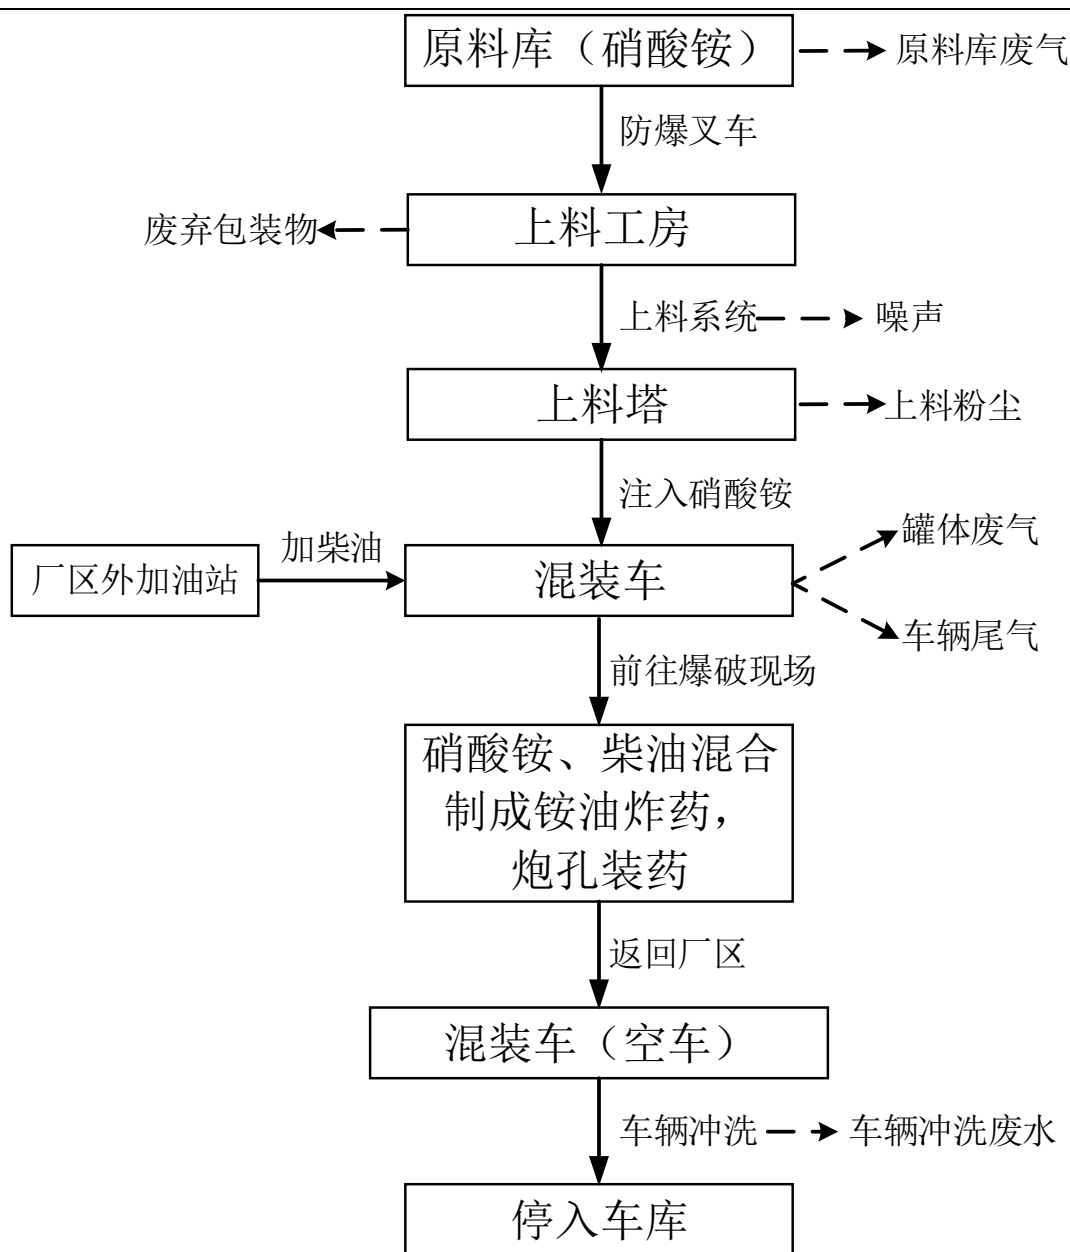 原料库（硝酸铵）
原料库废气
防爆叉车
废弃包装物
上料工房
上料系统
噪声
上料塔
上料粉尘
注入硝酸铵
厂区外加油站
加柴油
混装车
罐体废气
车辆尾气
前往爆破现场
硝酸铵、柴油混合
制成铵油炸药，
炮孔装药
返回厂区
混装车（空车）
车辆冲洗
车辆冲洗废水
停入车库